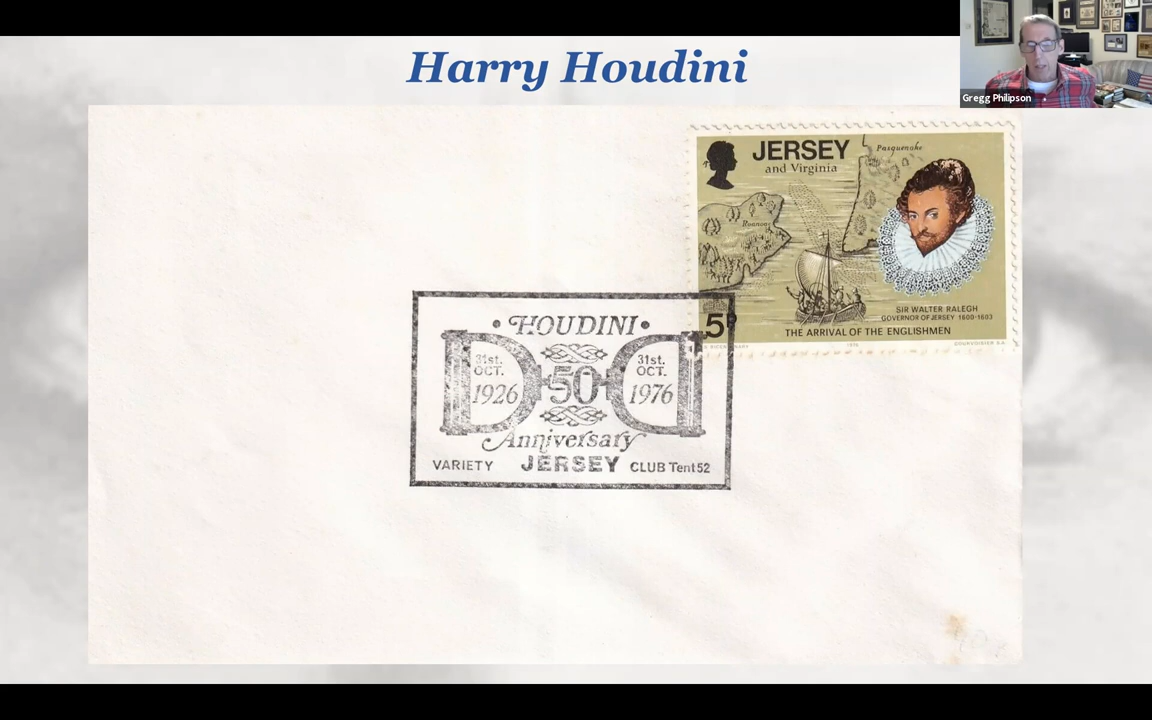 Harry Houdini
Gregg Philipson
JERSEY
and Virginia
Pasquenoke
Roanoac
SIR WALTER RALEGH
GOVERNOR OF JERSEY 1600-1603
5P
THE ARRIVAL OF THE ENGLISHMEN
BICENTENARY
1976
COURVOISIER S.A.
• HOUDINI •
31st. OCT. 1926
50
31st. OCT. 1976
Anniversary
VARIETY JERSEY CLUB Tent 52